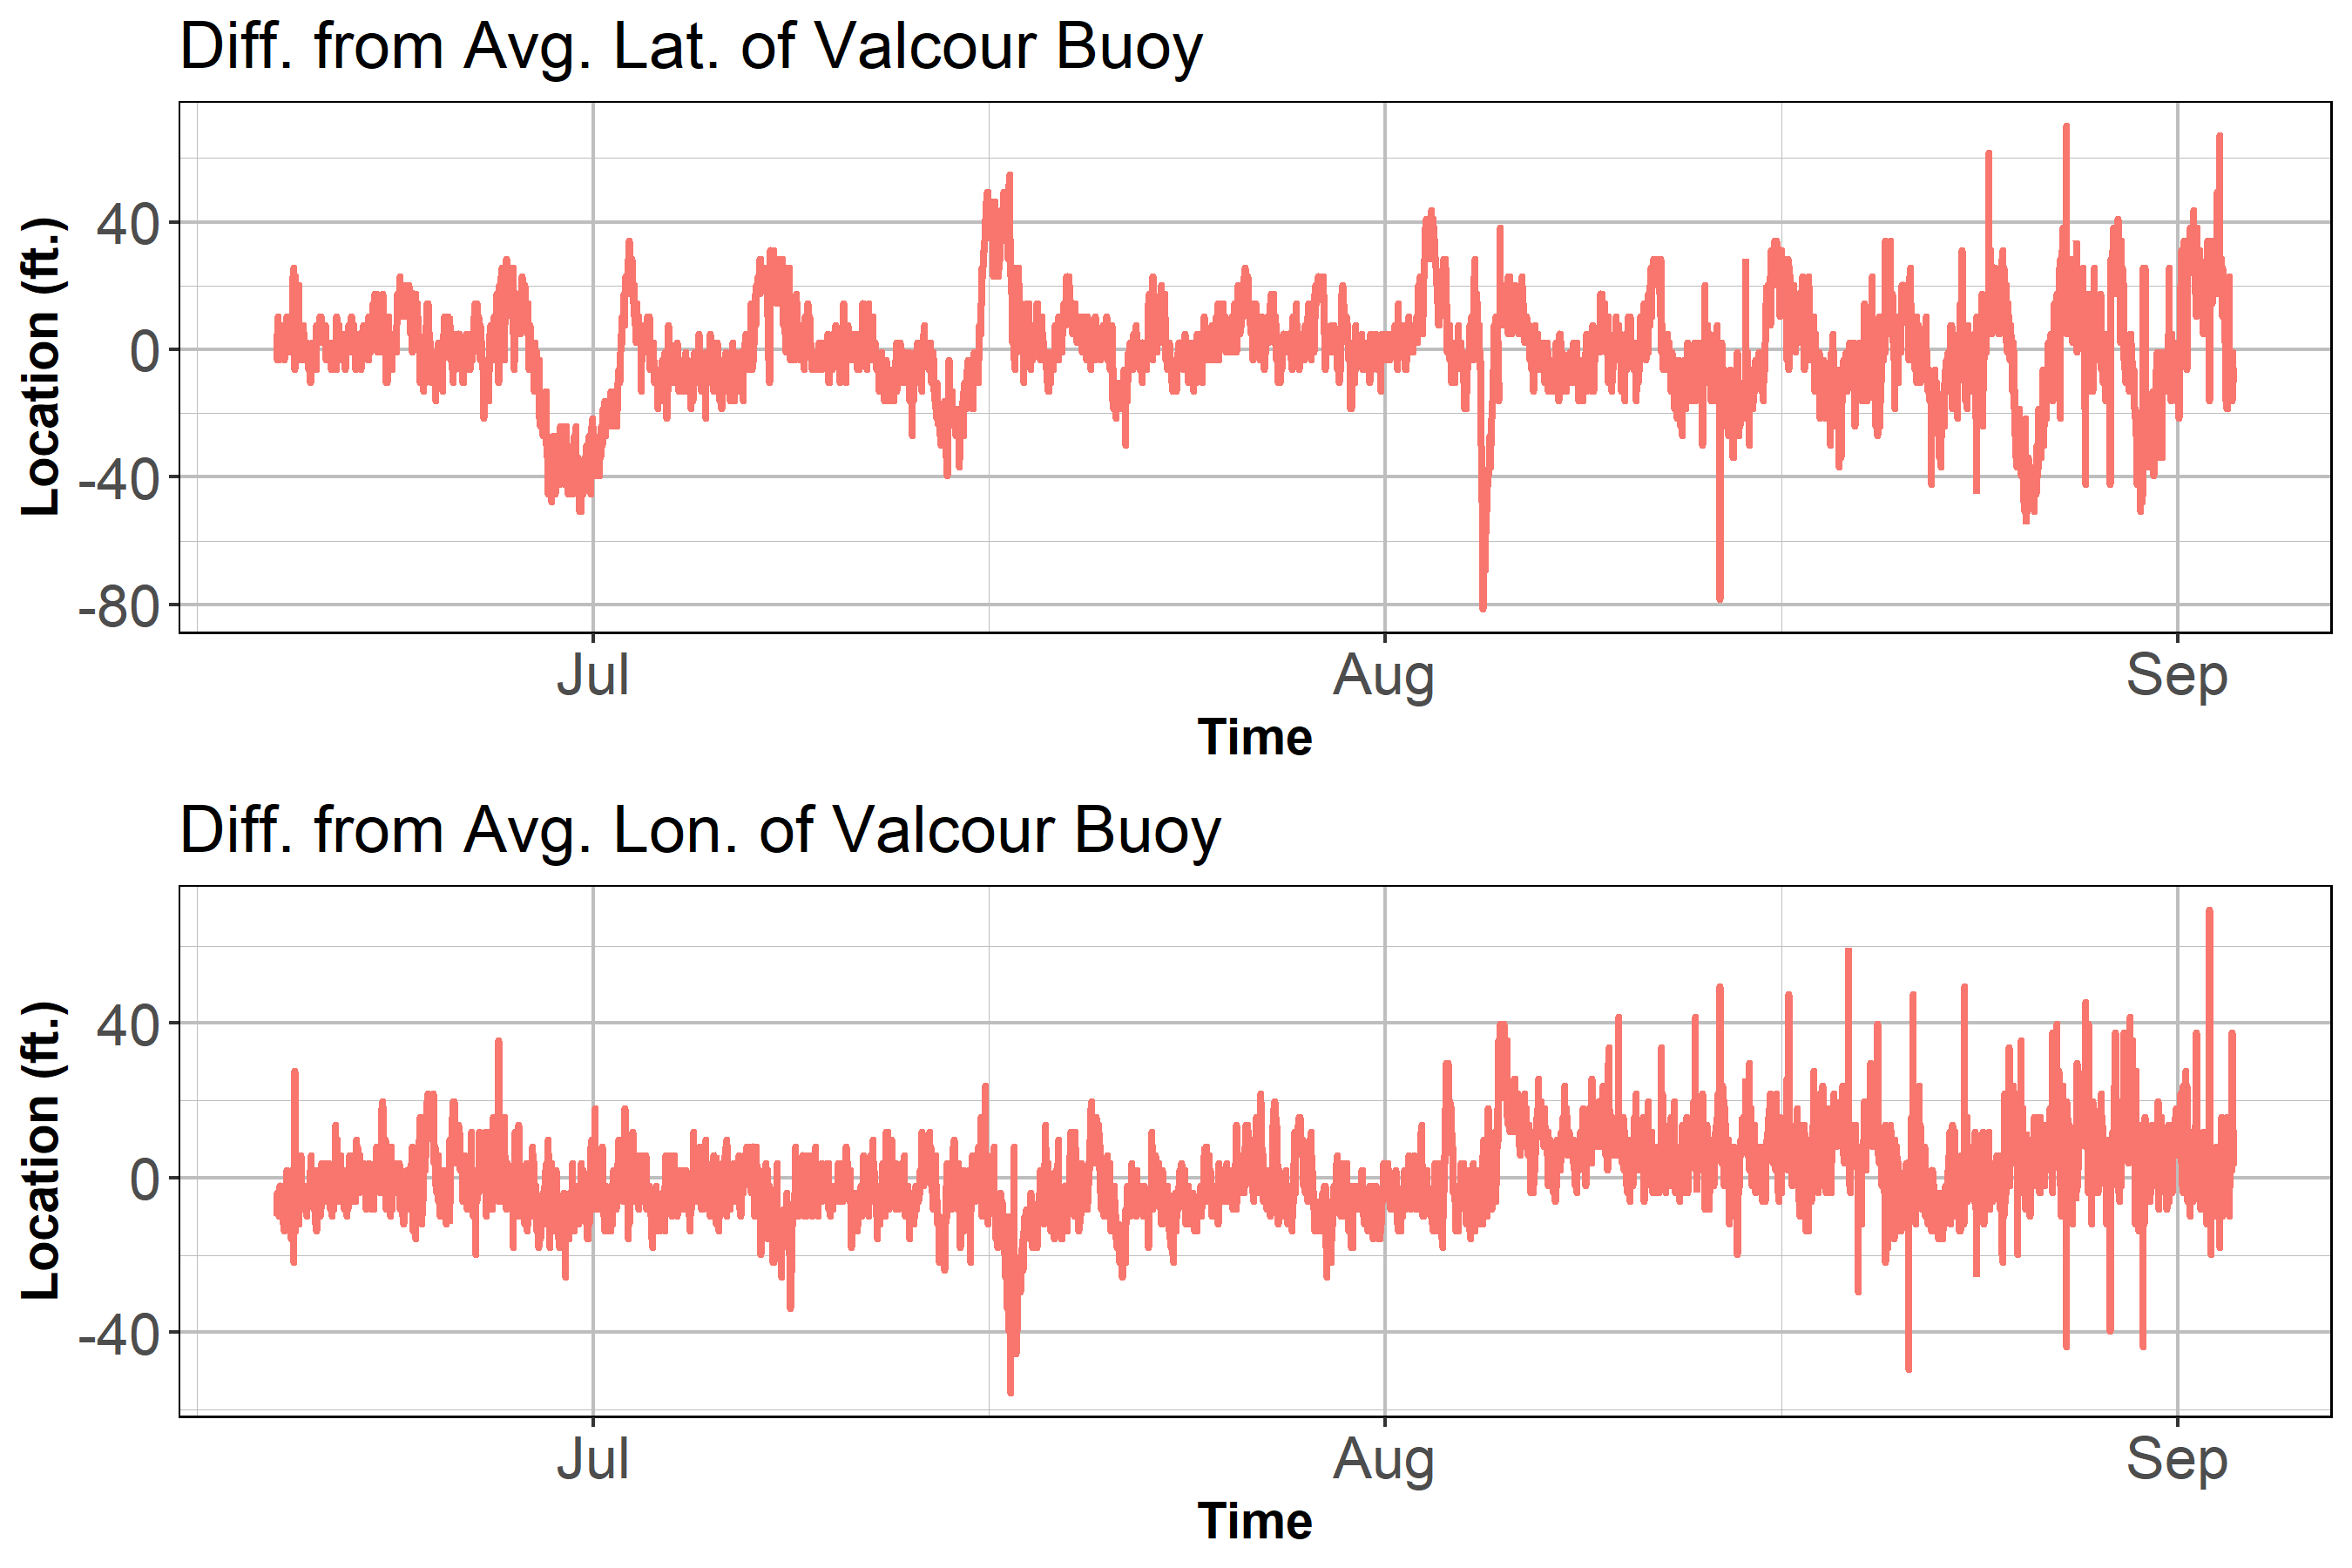 Diff. from Avg. Lat. of Valcour Buoy
Location (ft.)
40
0
-40
-80
Jul Aug Sep
Time
Diff. from Avg. Lon. of Valcour Buoy
Location (ft.)
40
0
-40
Jul Aug Sep
Time